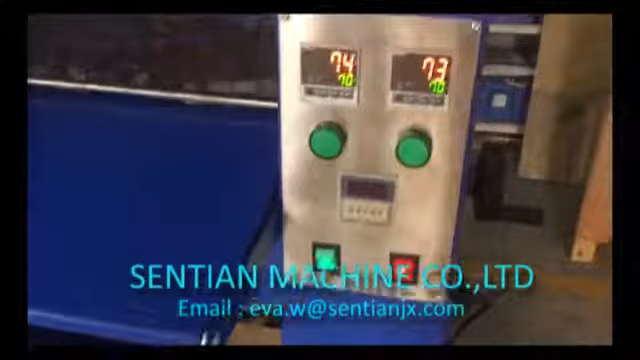 74 73
70 70
SENTIAN MACHINE CO.,LTD
Email : eva.w@sentianjx.com